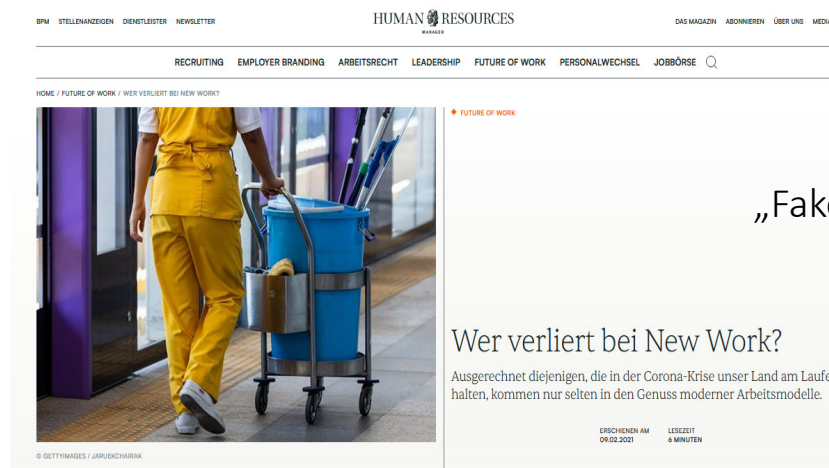 BPM STELLENANZEIGEN DIENSTLEISTER NEWSLETTER
HUMAN RESOURCES
MANAGER
DAS MAGAZIN ABONNIEREN ÜBER UNS MEDIA
RECRUITING EMPLOYER BRANDING ARBEITSRECHT LEADERSHIP FUTURE OF WORK PERSONALWECHSEL JOBBÖRSE
HOME / FUTURE OF WORK / WER VERLIERT BEI NEW WORK?
FUTURE OF WORK
„Fake
Wer verliert bei New Work?
Ausgerechnet diejenigen, die in der Corona-Krise unser Land am Laufe
halten, kommen nur selten in den Genuss moderner Arbeitsmodelle.
ERSCHIENEN AM LESEZEIT
09.02.2021 6 MINUTEN
© GETTYIMAGES / JARUEKCHAIRAK